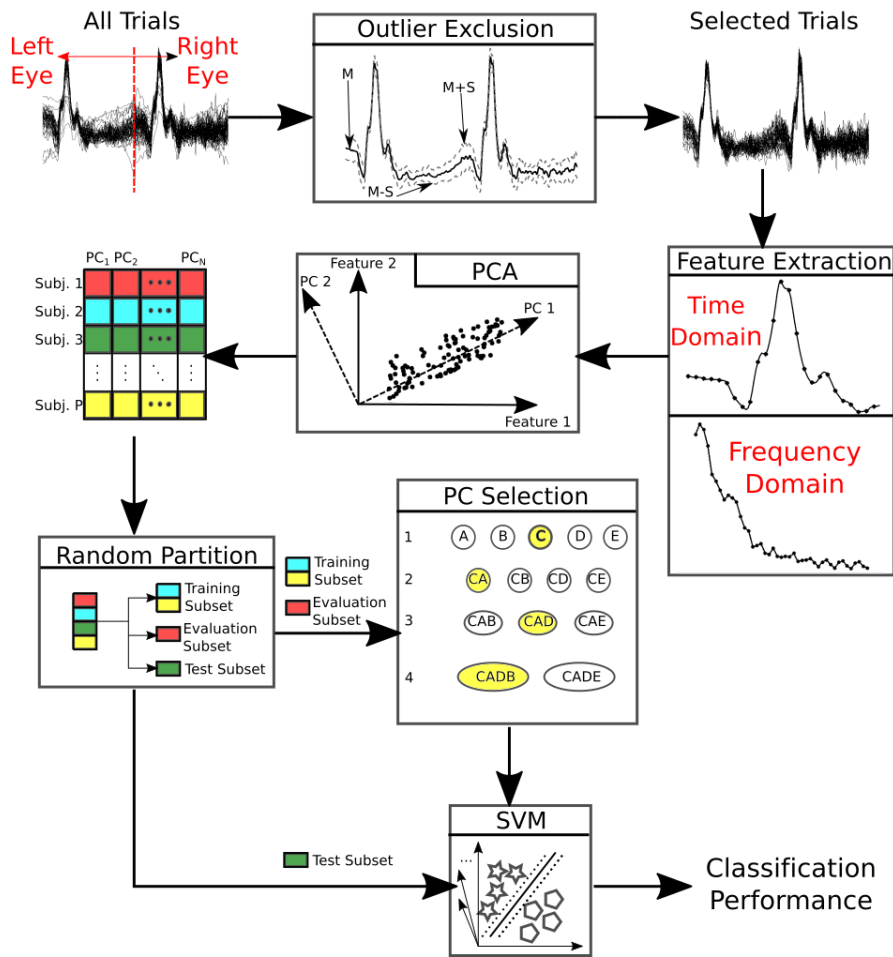 All Trials
Left
Eye
Right
Eye
Outlier Exclusion
M
M+S
M-S
Selected Trials
Feature Extraction
Time
Domain
Frequency
Domain
PCA
Feature 2
PC 2
PC 1
Feature 1
PC1 PC2 PCN
Subj. 1
Subj. 2
Subj. 3
Subj. P
Random Partition
Training
Subset
Evaluation
Subset
Test Subset
Training
Subset
Evaluation
Subset
PC Selection
1 A B C D E
2 CA CB CD CE
3 CAB CAD CAE
4 CADB CADE
Test Subset
SVM
...
Classification
Performance